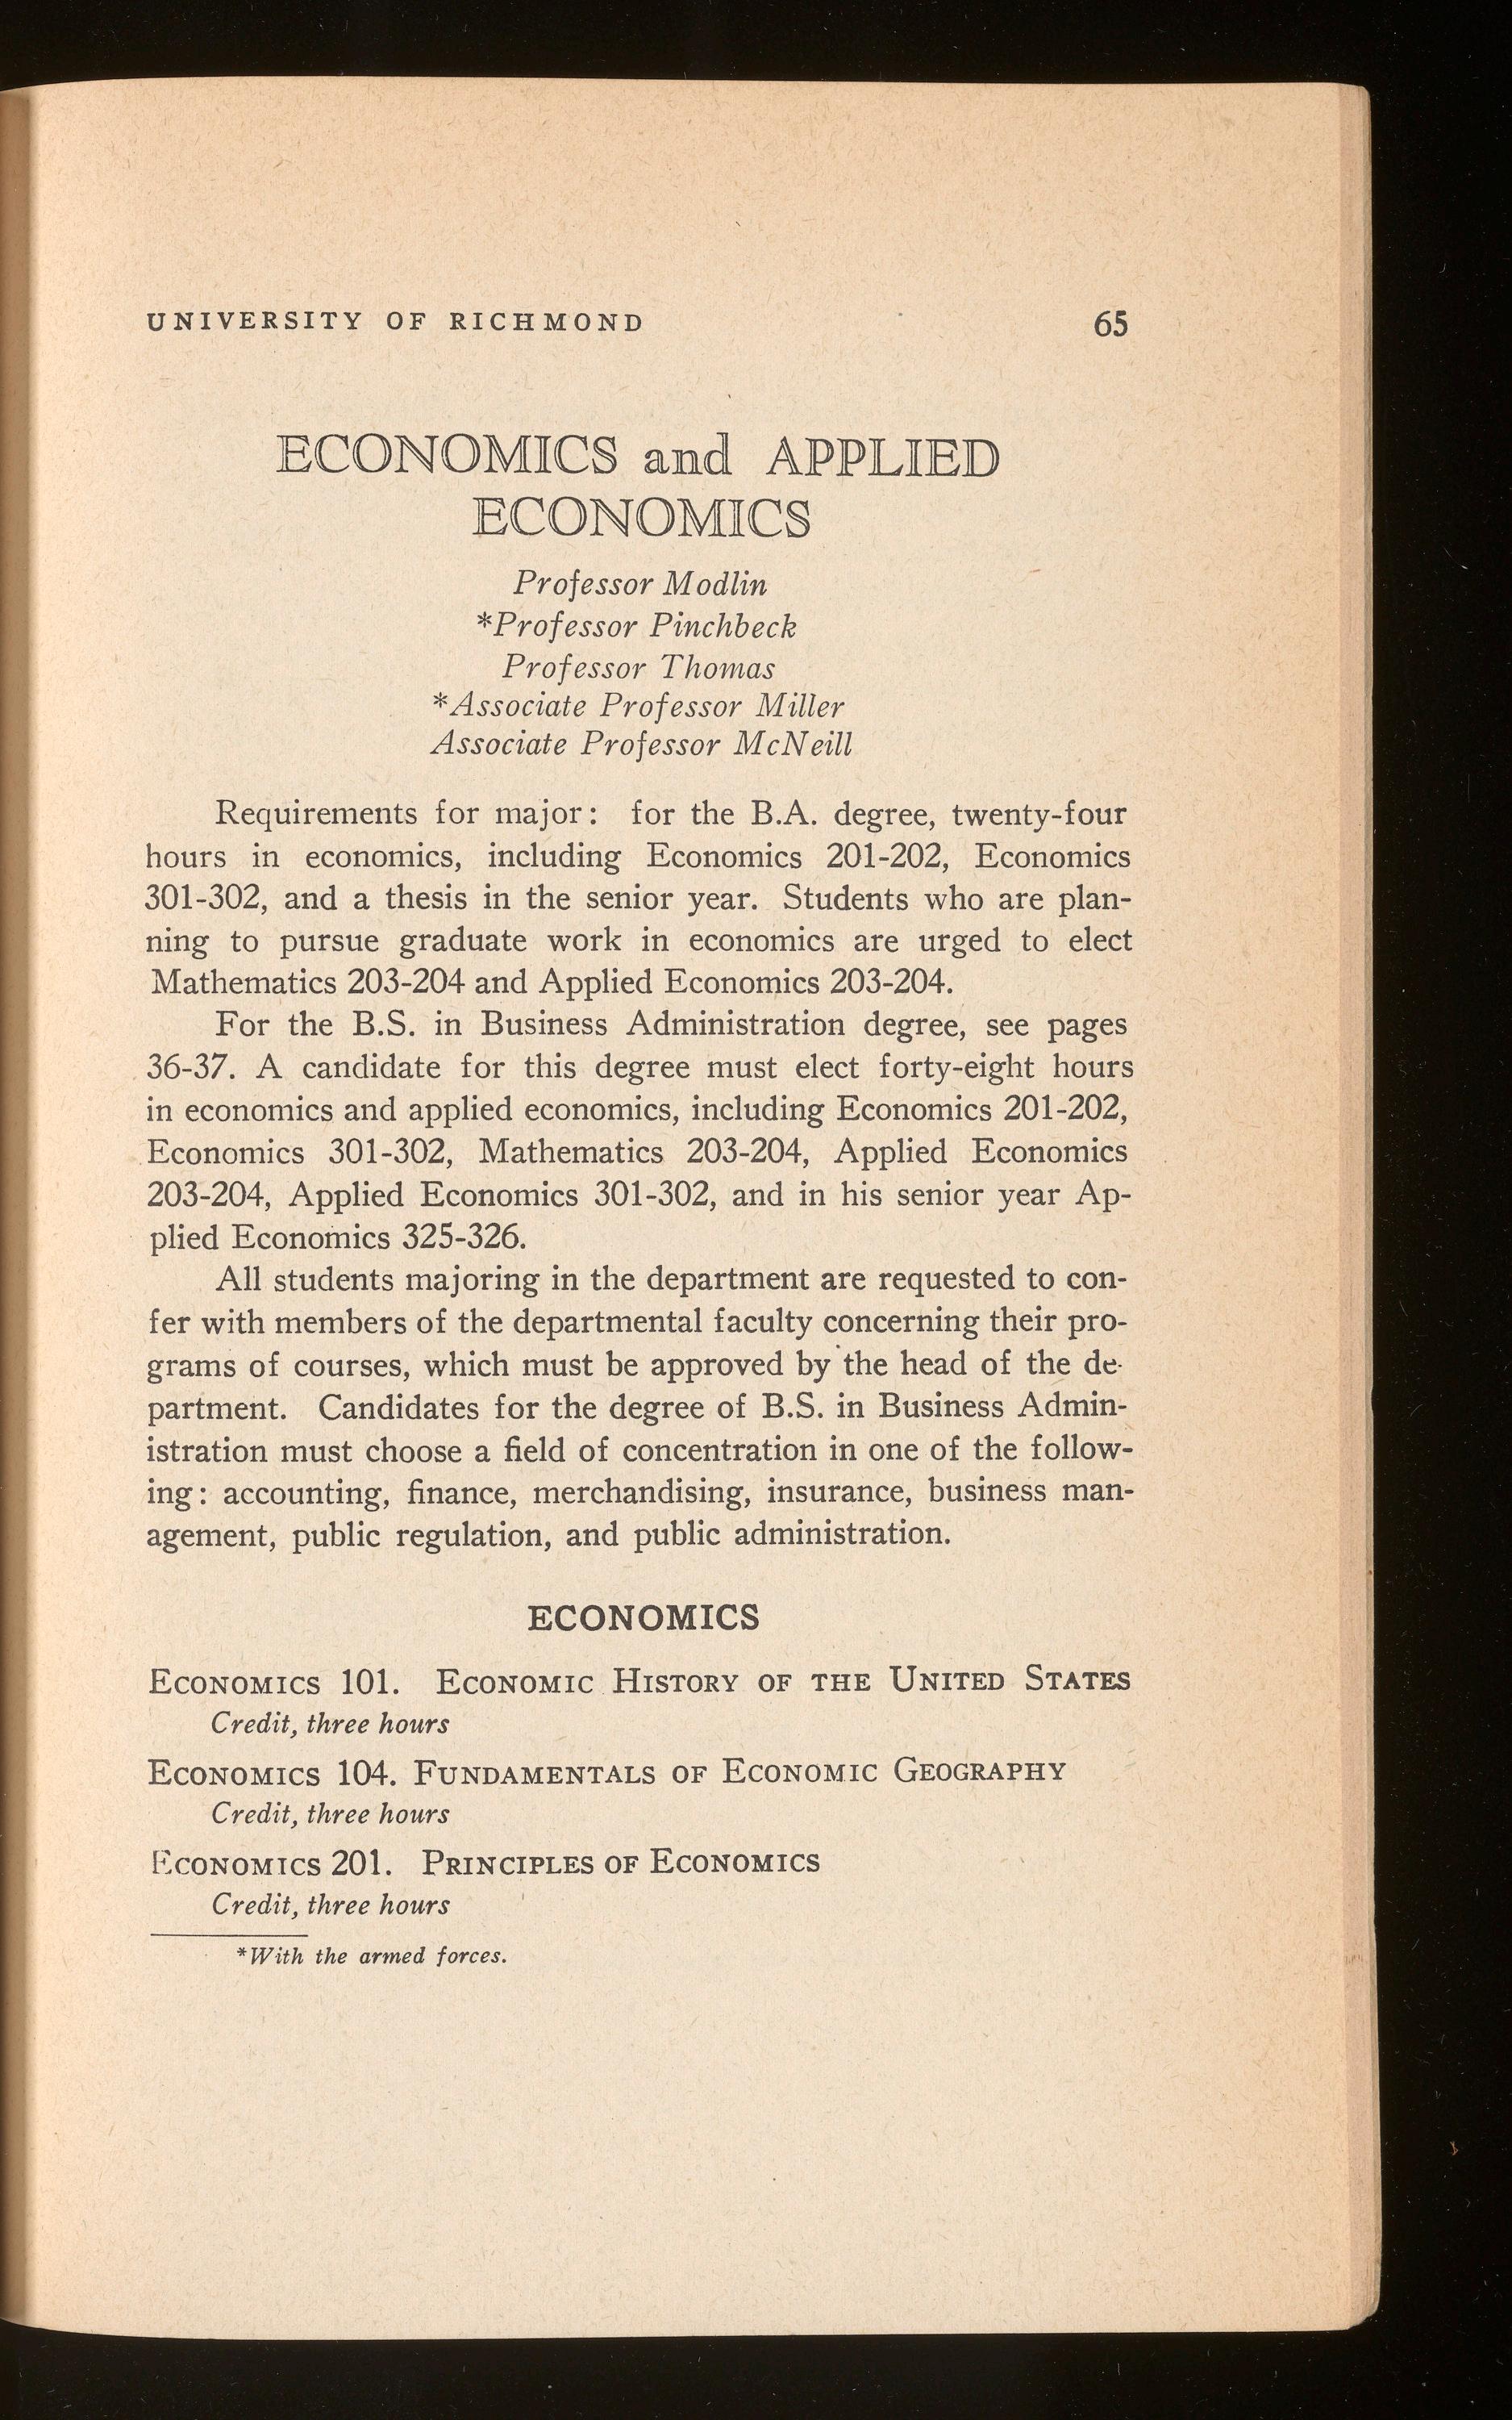 UNIVERSITY OF RICHMOND 65
ECONOMICS and APPLIED
ECONOMICS
Professor Modlin
*Professor Pinchbeck
Professor Thomas
*Associate Professor Miller
Associate Professor McNeill
Requirements for major: for the B.A. degree, twenty-four
hours in economics, including Economics 201-202, Economics
301-302, and a thesis in the senior year. Students who are plan-
ning to pursue graduate work in economics are urged to elect
Mathematics 203-204 and Applied Economics 203-204.
For the B.S. in Business Administration degree, see pages
36-37. A candidate for this degree must elect forty-eight hours
in economics and applied economics, including Economics 201-202,
Economics 301-302, Mathematics 203-204, Applied Economics
203-204, Applied Economics 301-302, and in his senior year Ap-
plied Economics 325-326.
All students majoring in the department are requested to con-
fer with members of the departmental faculty concerning their pro-
grams of courses, which must be approved by the head of the de-
partment. Candidates for the degree of B.S. in Business Admin-
istration must choose a field of concentration in one of the follow-
ing: accounting, finance, merchandising, insurance, business man-
agement, public regulation, and public administration.
ECONOMICS
ECONOMICS 101. ECONOMIC HISTORY OF THE UNITED STATES
Credit, three hours
ECONOMICS 104. FUNDAMENTALS OF ECONOMIC GEOGRAPHY
Credit, three hours
ECONOMICS 201. PRINCIPLES OF ECONOMICS
Credit, three hours
*With the armed forces.